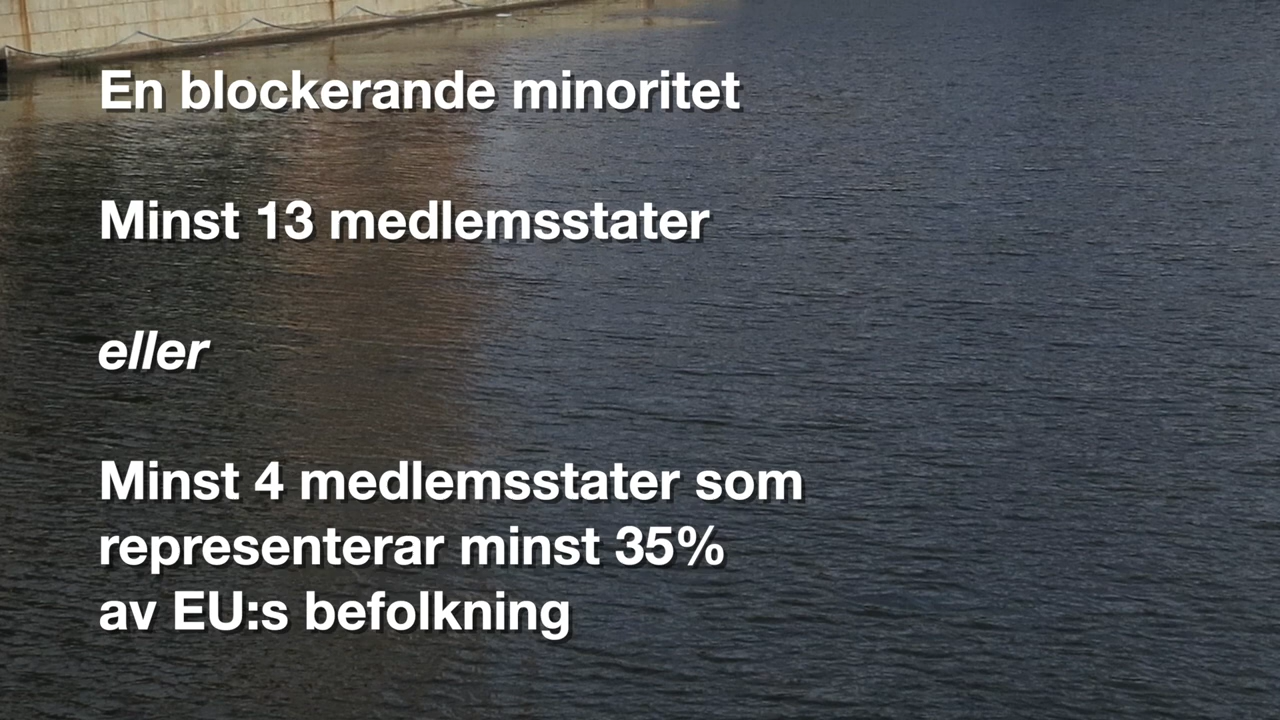 En blockerande minoritet
Minst 13 medlemsstater
eller
Minst 4 medlemsstater som
representerar minst 35%
av EU:s befolkning